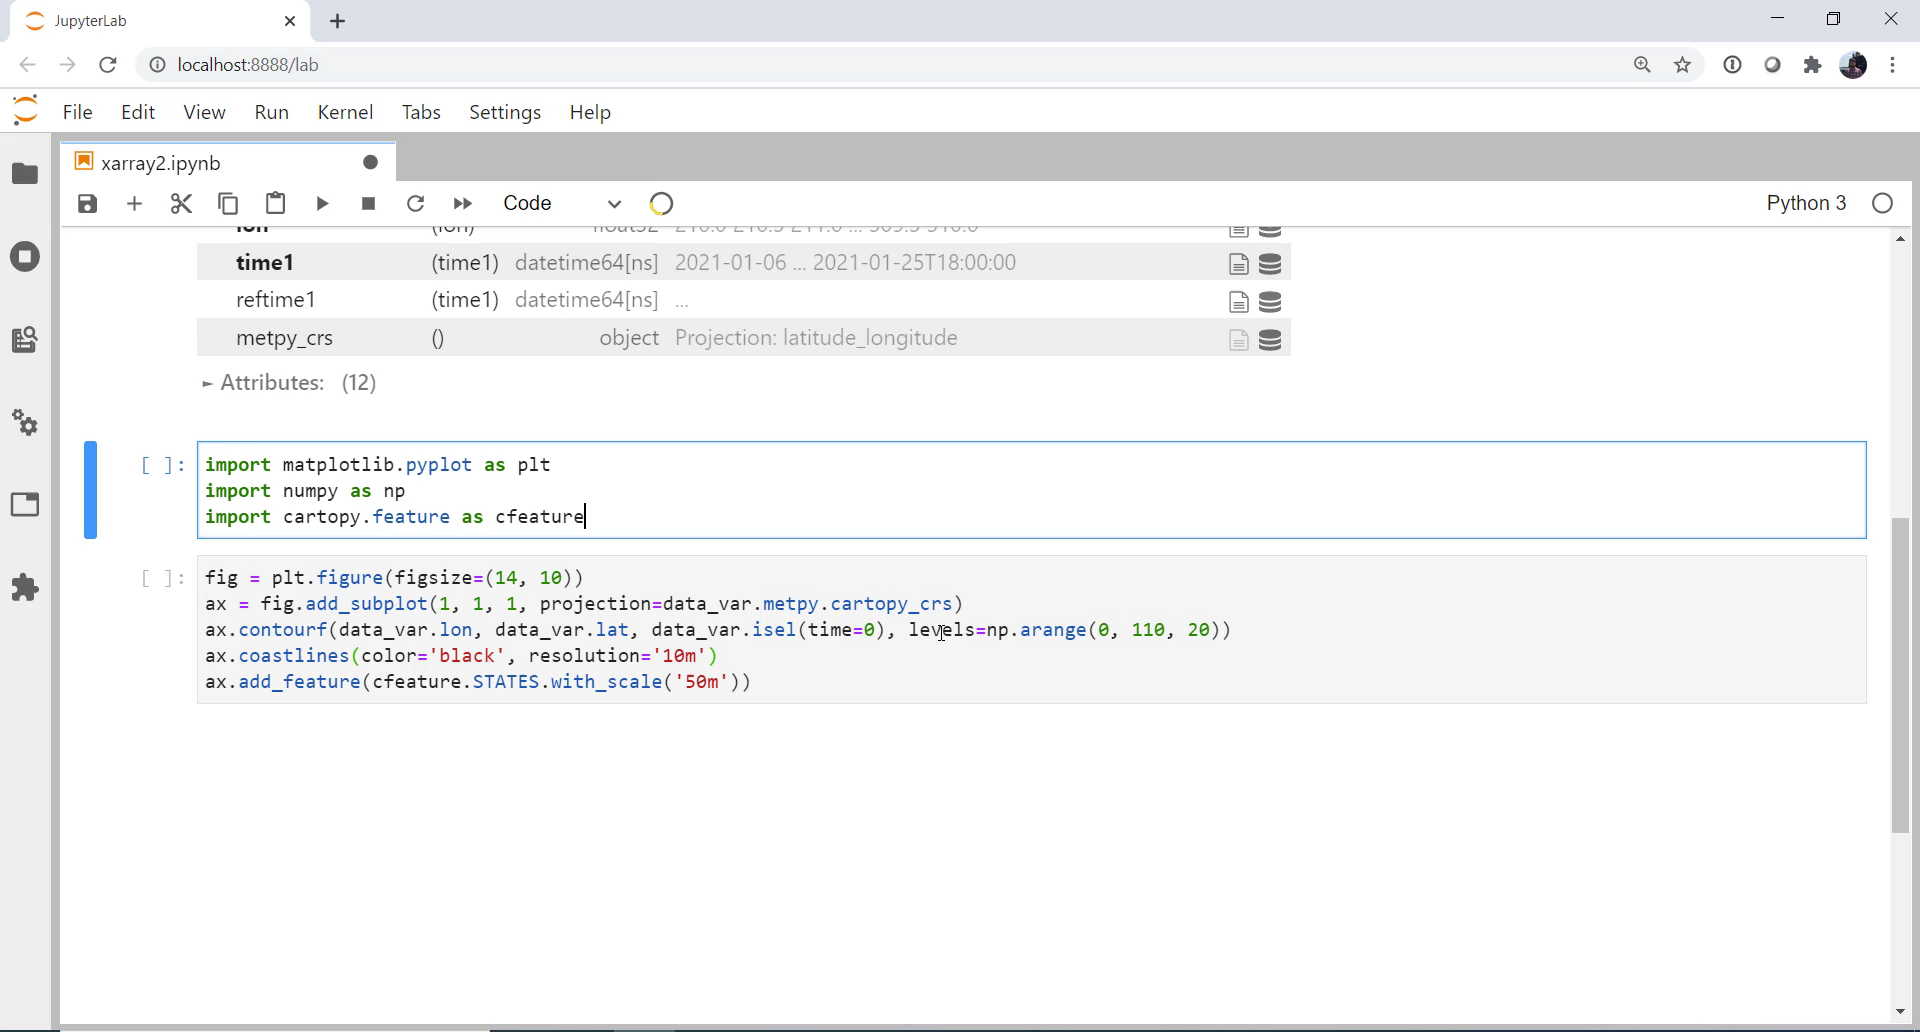 JupyterLab
localhost:8888/lab
File Edit View Run Kernel Tabs Settings Help
xarray2.ipynb
Code Python 3
time1 (time1) datetime64[ns] 2021-01-06 ... 2021-01-25T18:00:00
reftime1 (time1) datetime64[ns] ...
metpy_crs () object Projection: latitude_longitude
► Attributes: (12)
[ ]: import matplotlib.pyplot as plt
import numpy as np
import cartopy.feature as cfeature
[ ]: fig = plt.figure(figsize=(14, 10))
ax = fig.add_subplot(1, 1, 1, projection=data_var.metpy.cartopy_crs)
ax.contourf(data_var.lon, data_var.lat, data_var.isel(time=0), levels=np.arange(0, 110, 20))
ax.coastlines(color='black', resolution='10m')
ax.add_feature(cfeature.STATES.with_scale('50m'))